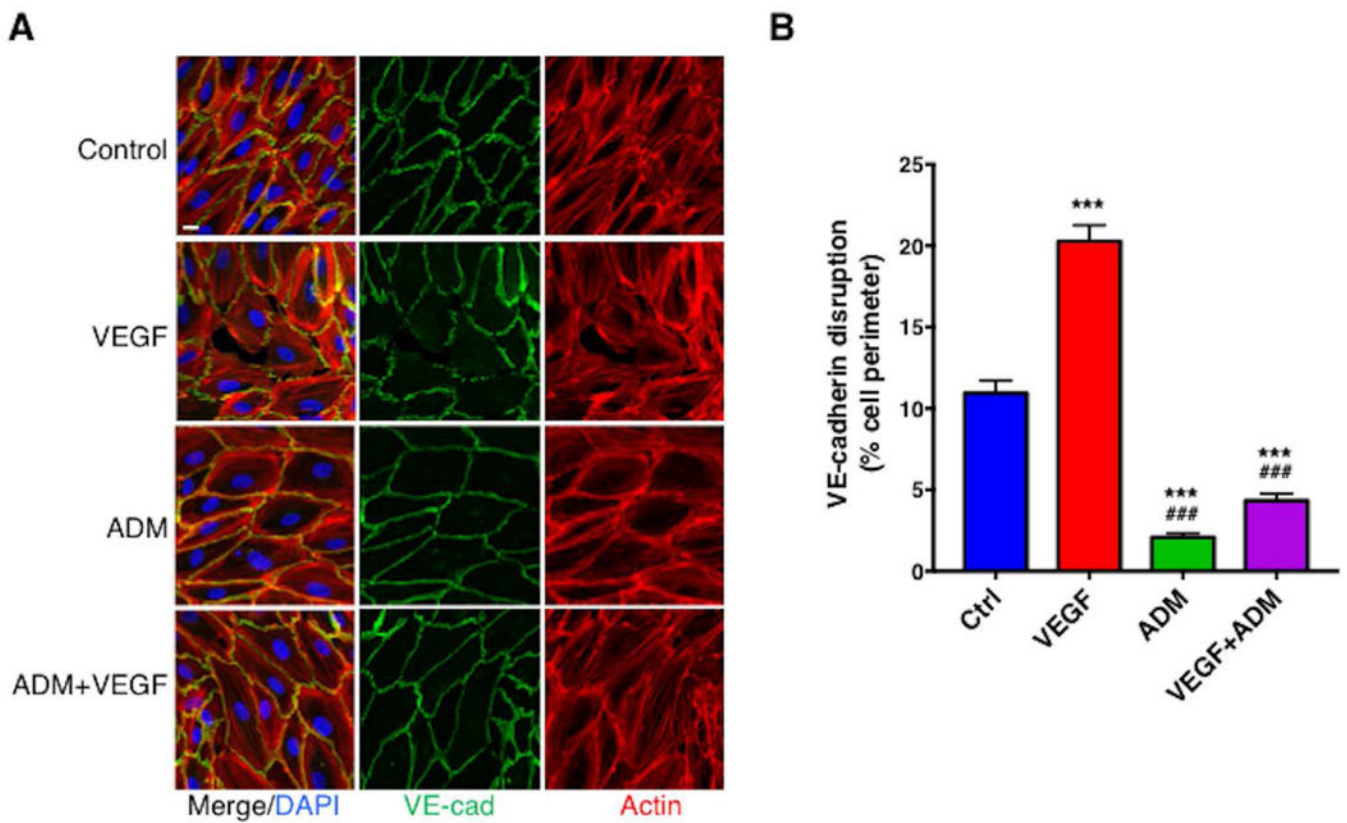 A
Control
VEGF
ADM
ADM+VEGF
Merge/DAPI
VE-cad
Actin
B
VE-cadherin disruption
(% cell perimeter)
25
20
15
10
5
0
***
***
###
***
###
Ctrl
VEGF
ADM
VEGF+ADM